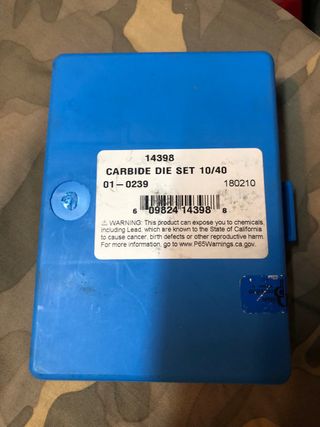 14398
CARBIDE DIE SET 10/40
01-0239 180210
6 09824 14398 8
⚠ WARNING: This product can expose you to chemicals
including Lead, which are known to the State of California
to cause cancer, birth defects or other reproductive harm.
For more information, go to www.P65Warnings.ca.gov.